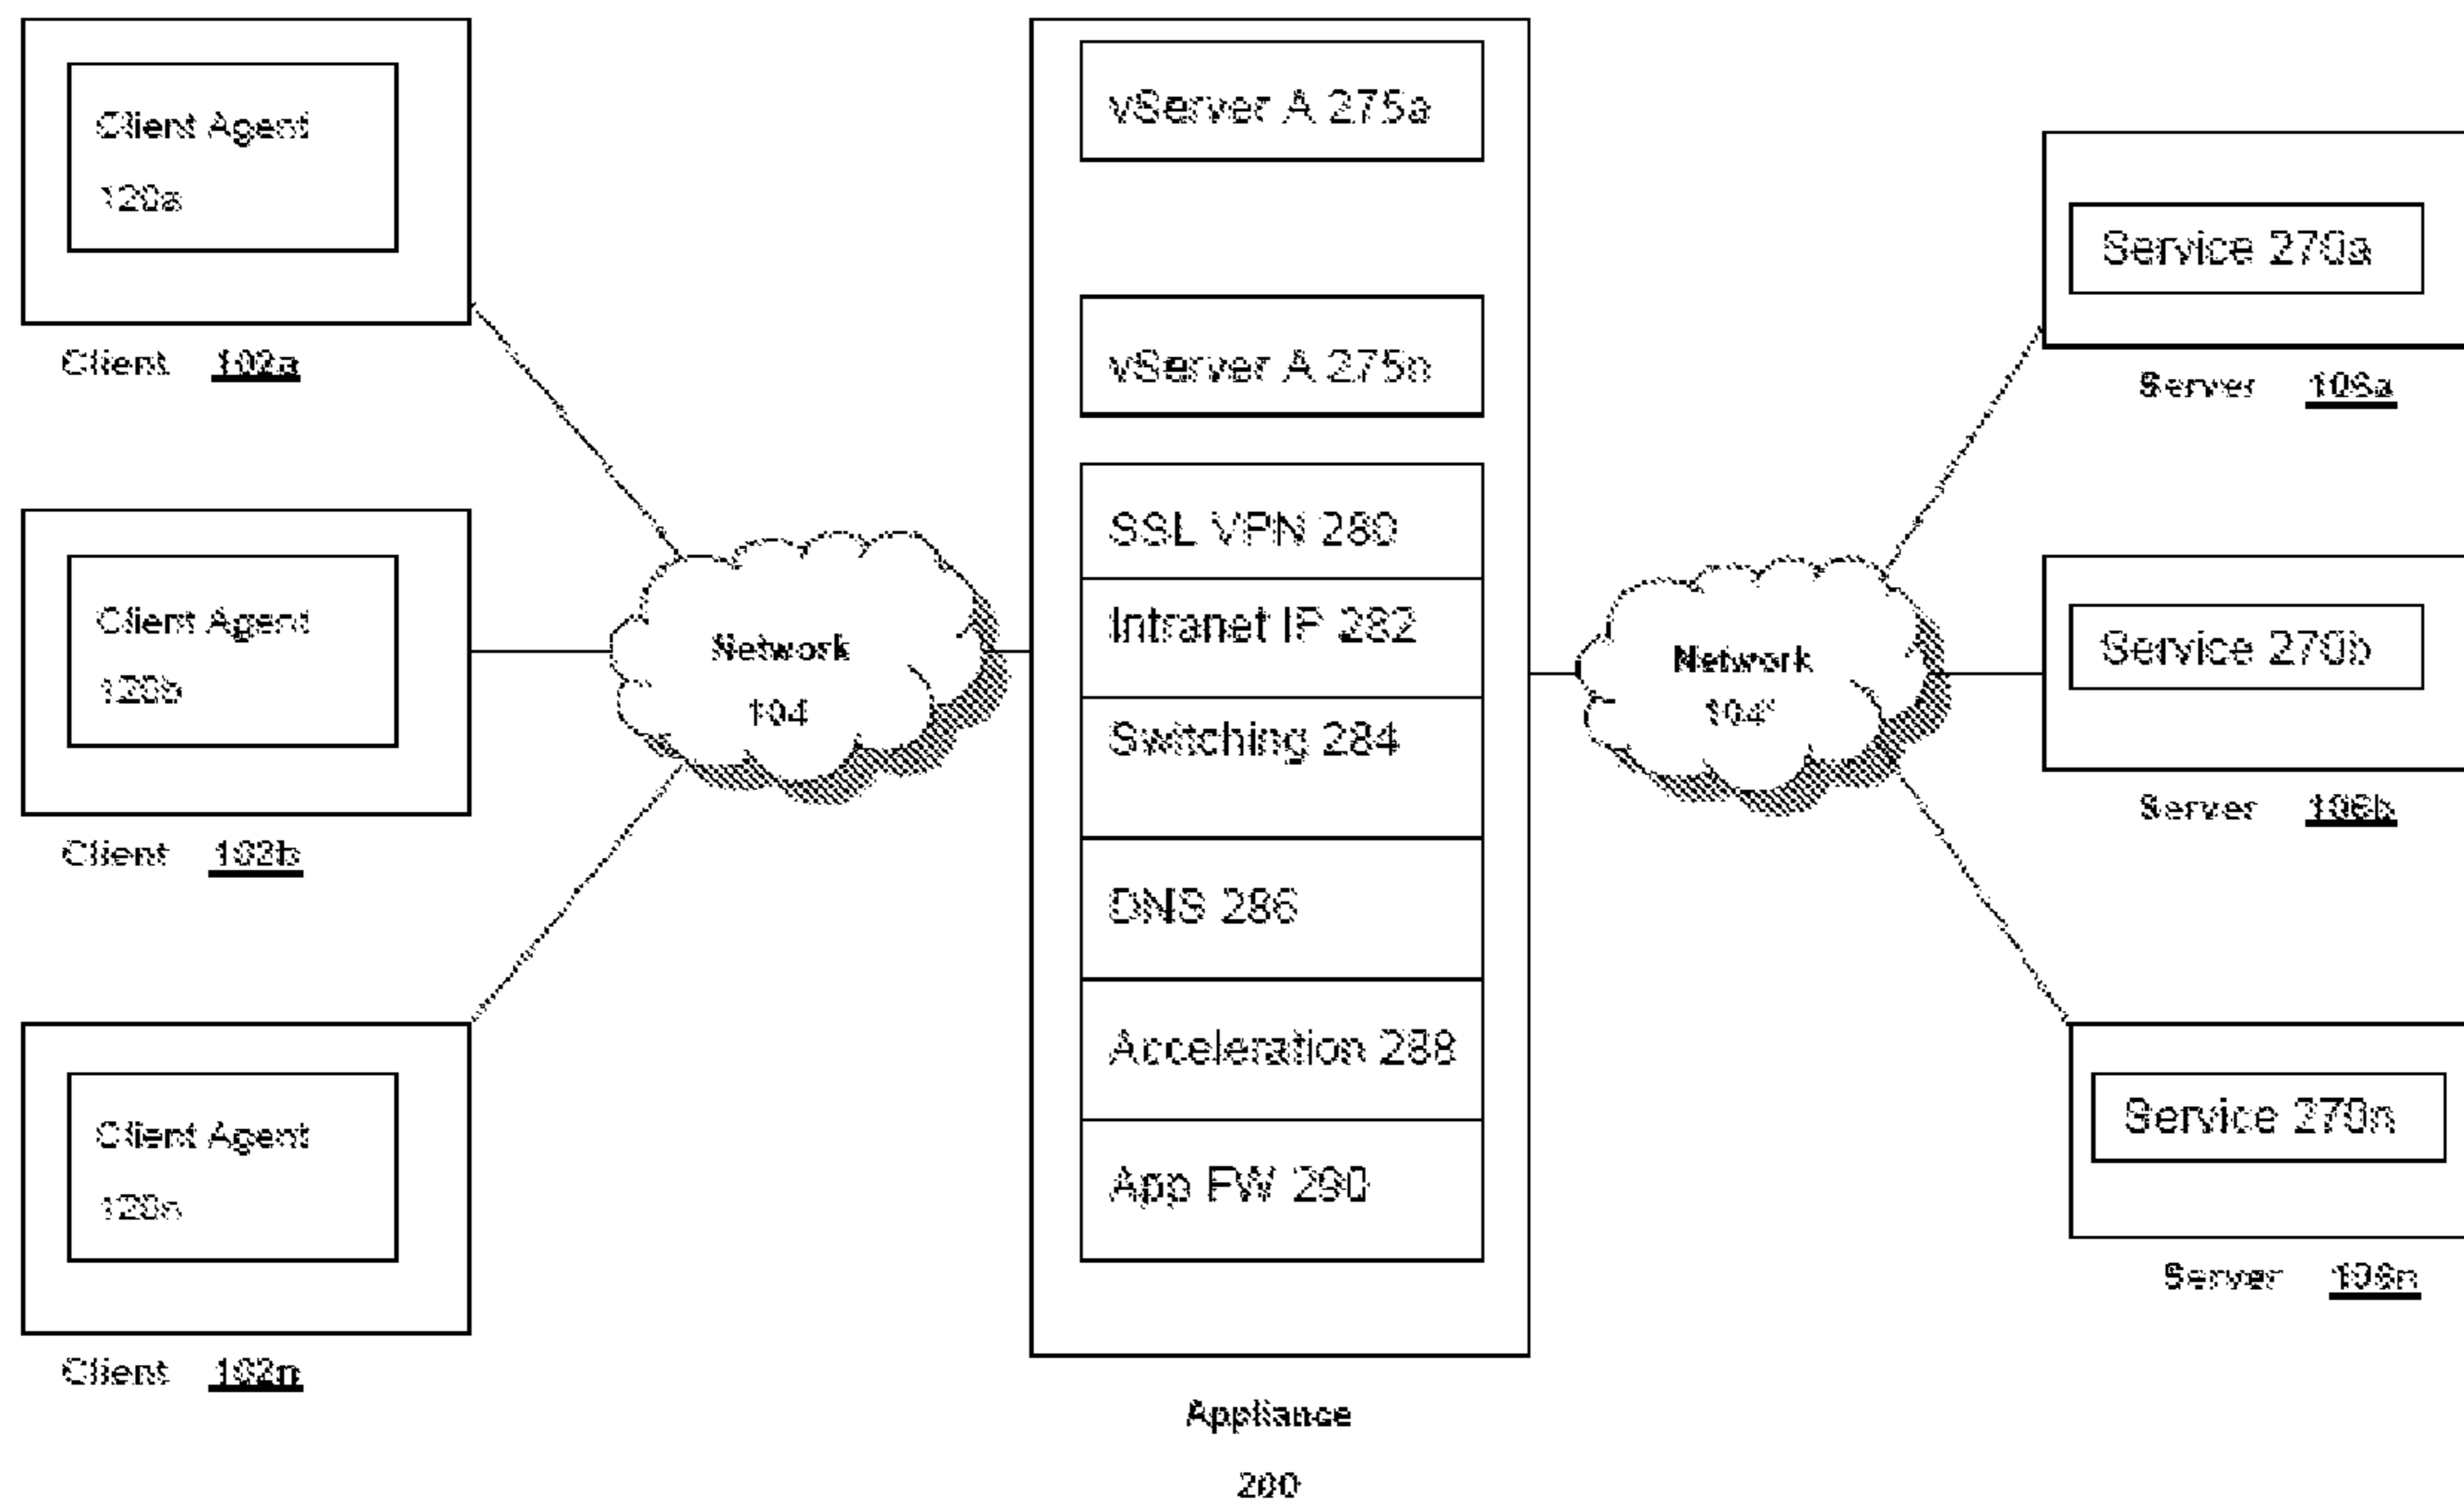 Client Agent
120a
Client 102a
Client Agent
120b
Client 102b
Client Agent
120n
Client 102n
Network
104
vServer A 275a
vServer A 275n
SSL VPN 280
Intranet IP 282
Switching 284
DNS 286
Acceleration 288
App FW 290
Appliance
200
Network
104'
Service 270a
Server 106a
Service 270b
Server 106b
Service 270n
Server 106n